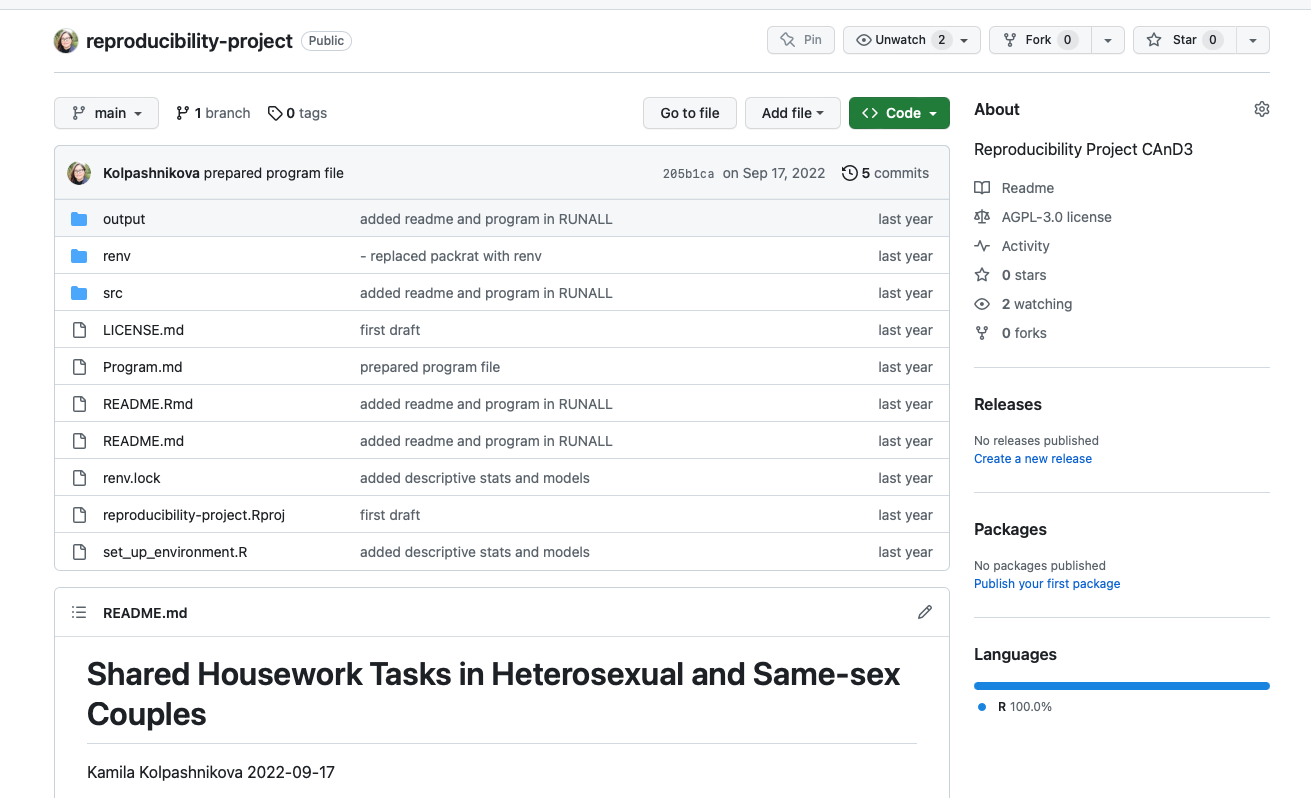 reproducibility-project Public Pin Unwatch 2 Fork 0 Star 0
main 1 branch 0 tags Go to file Add file Code
Kolpashnikova prepared program file 205b1ca on Sep 17, 2022 5 commits
output added readme and program in RUNALL last year
renv - replaced packrat with renv last year
src added readme and program in RUNALL last year
LICENSE.md first draft last year
Program.md prepared program file last year
README.Rmd added readme and program in RUNALL last year
README.md added readme and program in RUNALL last year
renv.lock added descriptive stats and models last year
reproducibility-project.Rproj first draft last year
set_up_environment.R added descriptive stats and models last year
README.md
Shared Housework Tasks in Heterosexual and Same-sex
Couples
Kamila Kolpashnikova 2022-09-17
About
Reproducibility Project CAnD3
Readme
AGPL-3.0 license
Activity
0 stars
2 watching
0 forks
Releases
No releases published
Create a new release
Packages
No packages published
Publish your first package
Languages
R 100.0%